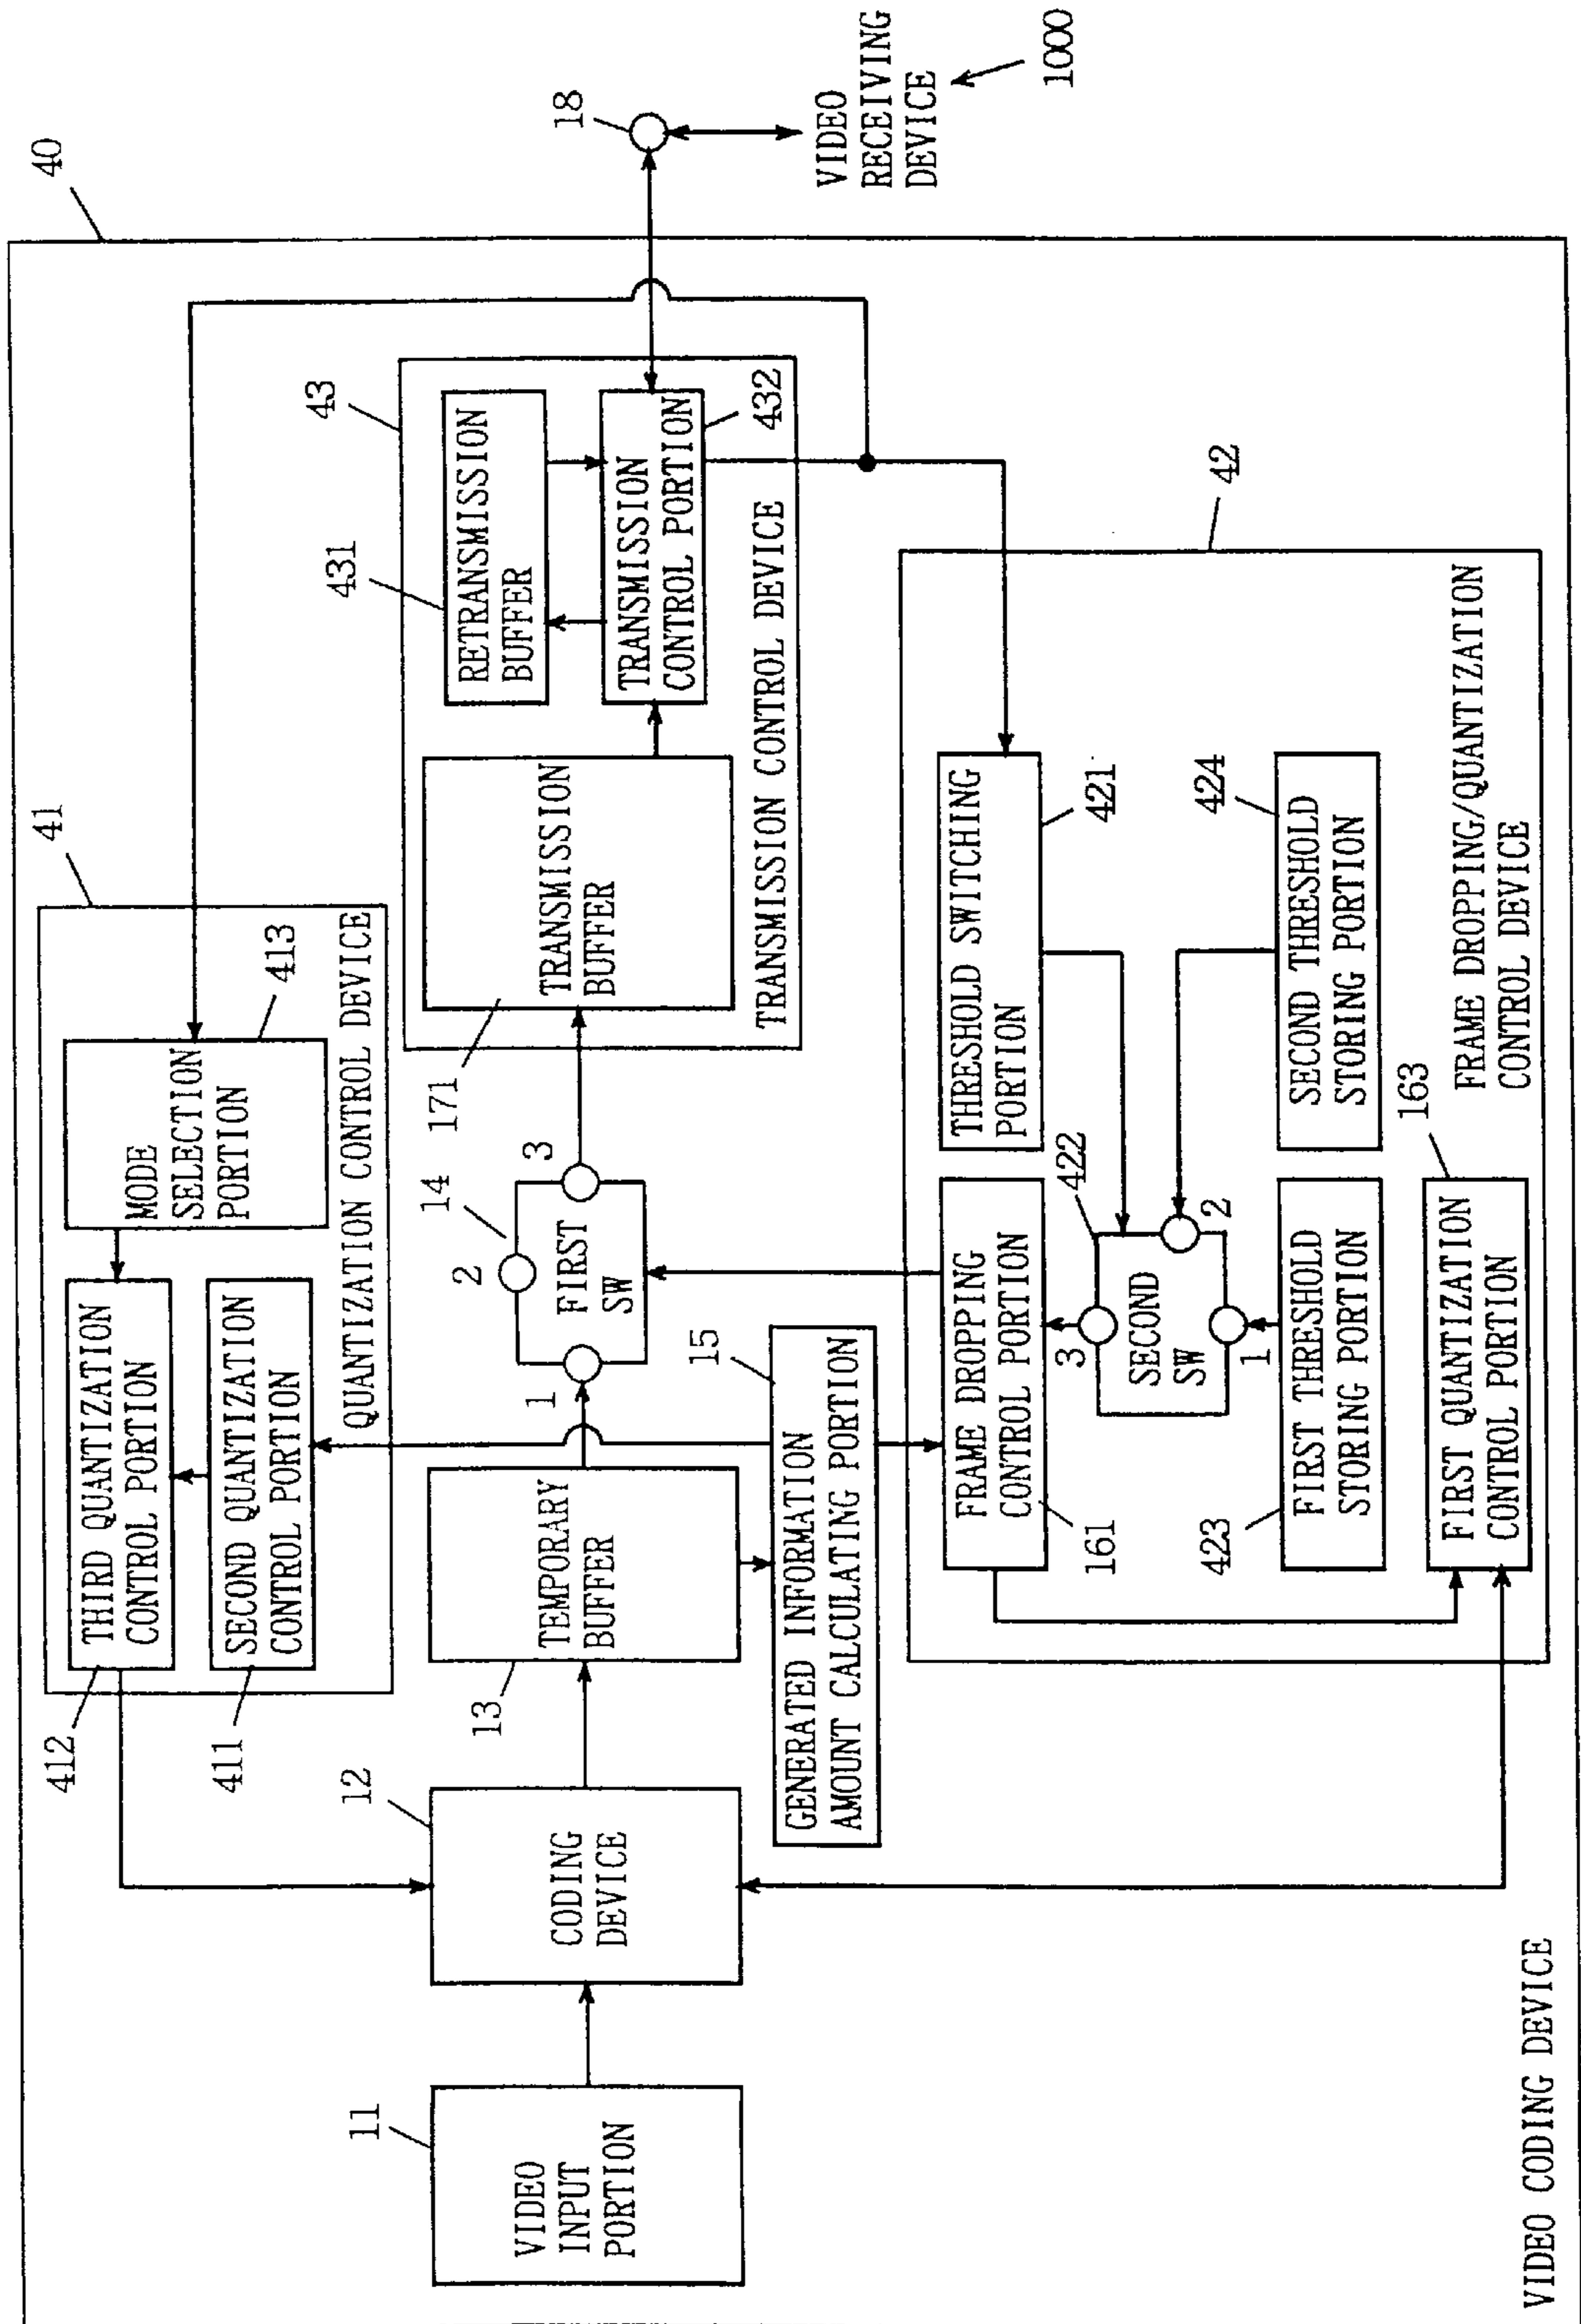 40
41
412
THIRD QUANTIZATION
CONTROL PORTION
411
SECOND QUANTIZATION
CONTROL PORTION
MODE
SELECTION
PORTION
413
QUANTIZATION CONTROL DEVICE
11
VIDEO
INPUT
PORTION
12
CODING
DEVICE
13
TEMPORARY
BUFFER
14
1
2
3
FIRST
SW
15
GENERATED INFORMATION
AMOUNT CALCULATING PORTION
43
171
TRANSMISSION
BUFFER
431
RETRANSMISSION
BUFFER
TRANSMISSION
CONTROL PORTION
432
TRANSMISSION CONTROL DEVICE
18
VIDEO
RECEIVING
DEVICE
1000
42
FRAME DROPPING
CONTROL PORTION
161
THRESHOLD SWITCHING
PORTION
421
422
3
SECOND
SW
1
2
423
FIRST THRESHOLD
STORING PORTION
424
SECOND THRESHOLD
STORING PORTION
163
FIRST QUANTIZATION
CONTROL PORTION
FRAME DROPPING/QUANTIZATION
CONTROL DEVICE
VIDEO CODING DEVICE